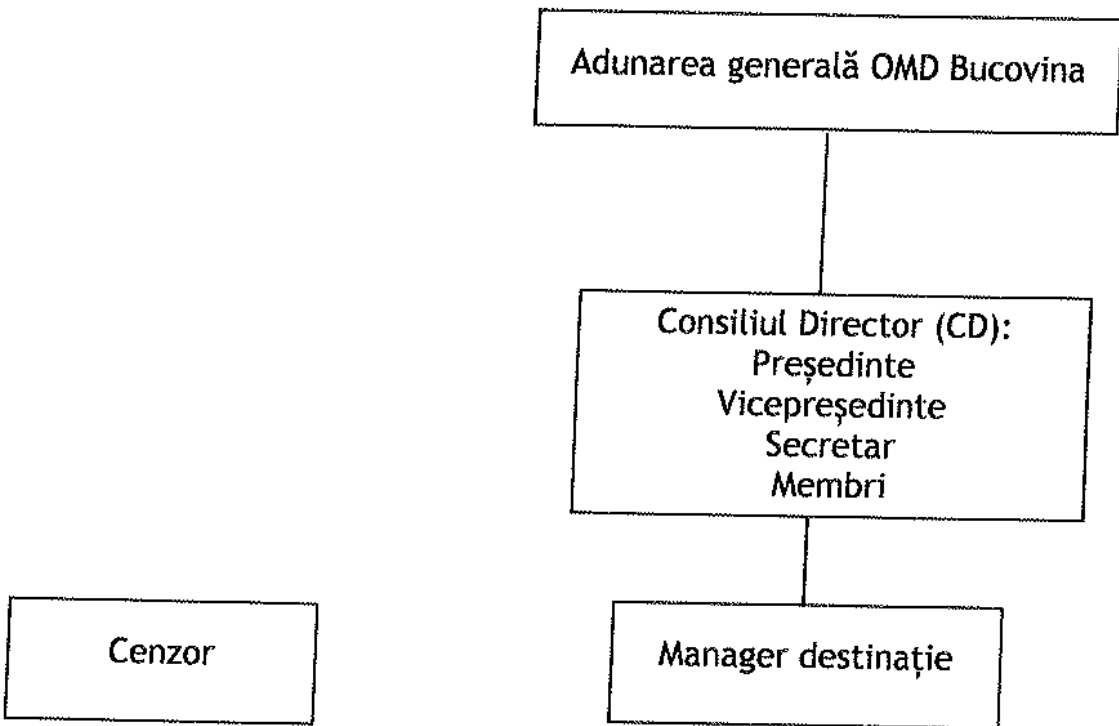 Adunarea generală OMD Bucovina
Consiliul Director (CD):
Președinte
Vicepreședinte
Secretar
Membri
Cenzor
Manager destinație